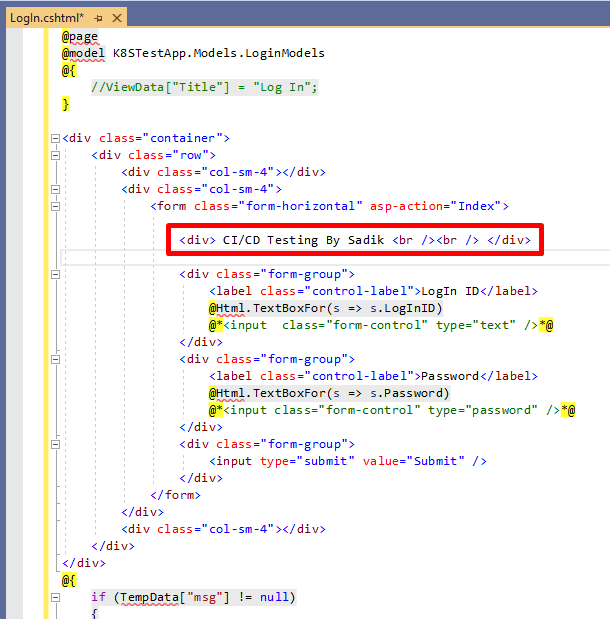 LogIn.cshtml*
@page
@model K8STestApp.Models.LoginModels
@{
//ViewData["Title"] = "Log In";
}
<div class="container">
<div class="row">
<div class="col-sm-4"></div>
<div class="col-sm-4">
<form class="form-horizontal" asp-action="Index">
<div> CI/CD Testing By Sadik <br /><br /> </div>
<div class="form-group">
<label class="control-label">LogIn ID</label>
@Html.TextBoxFor(s => s.LogInID)
@*<input  class="form-control" type="text" />*@
</div>
<div class="form-group">
<label class="control-label">Password</label>
@Html.TextBoxFor(s => s.Password)
@*<input class="form-control" type="password" />*@
</div>
<div class="form-group">
<input type="submit" value="Submit" />
</div>
</form>
</div>
<div class="col-sm-4"></div>
</div>
</div>
@{
if (TempData["msg"] != null)
{